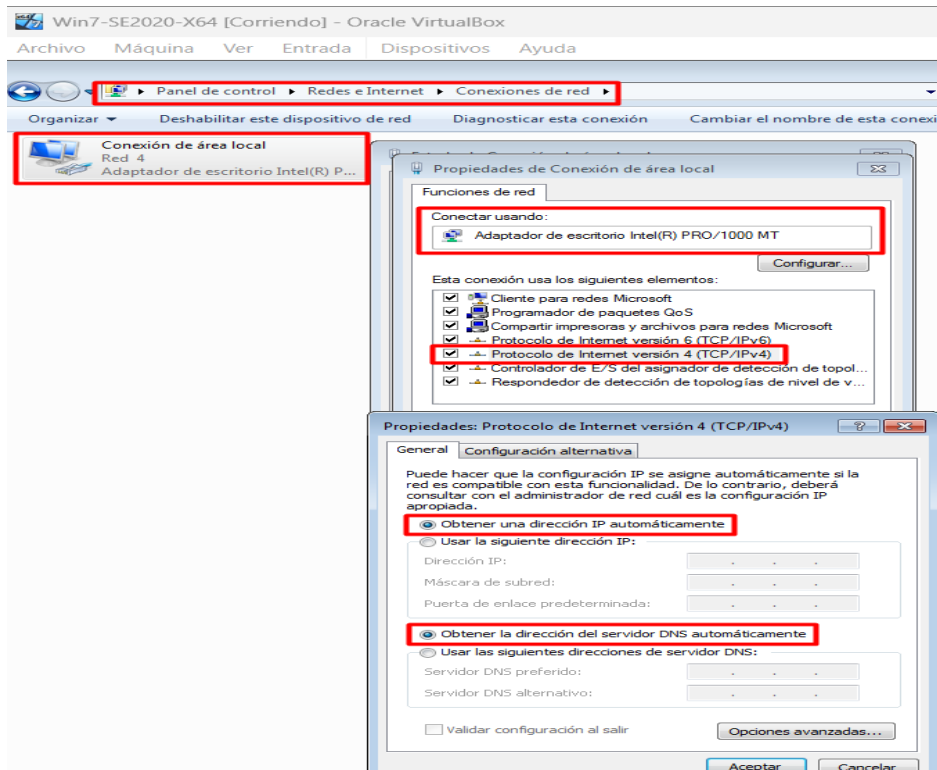 Win7-SE2020-X64 [Corriendo] - Oracle VirtualBox
Archivo Máquina Ver Entrada Dispositivos Ayuda
Panel de control Redes e Internet Conexiones de red
Organizar Deshabilitar este dispositivo de red Diagnosticar esta conexión Cambiar el nombre de esta conexi
Conexión de área local
Red 4
Adaptador de escritorio Intel(R) P...
Propiedades de Conexión de área local
Funciones de red
Conectar usando:
Adaptador de escritorio Intel(R) PRO/1000 MT
Configurar...
Esta conexión usa los siguientes elementos:
Cliente para redes Microsoft
Programador de paquetes QoS
Compartir impresoras y archivos para redes Microsoft
Protocolo de Internet versión 6 (TCP/IPv6)
Protocolo de Internet versión 4 (TCP/IPv4)
Controlador de E/S del asignador de detección de topol...
Respondedor de detección de topologías de nivel de v...
Propiedades: Protocolo de Internet versión 4 (TCP/IPv4)
General Configuración alternativa
Puede hacer que la configuración IP se asigne automáticamente si la
red es compatible con esta funcionalidad. De lo contrario, deberá
consultar con el administrador de red cuál es la configuración IP
apropiada.
Obtener una dirección IP automáticamente
Usar la siguiente dirección IP:
Dirección IP:
Máscara de subred:
Puerta de enlace predeterminada:
Obtener la dirección del servidor DNS automáticamente
Usar las siguientes direcciones de servidor DNS:
Servidor DNS preferido:
Servidor DNS alternativo:
Validar configuración al salir
Opciones avanzadas...
Aceptar Cancelar